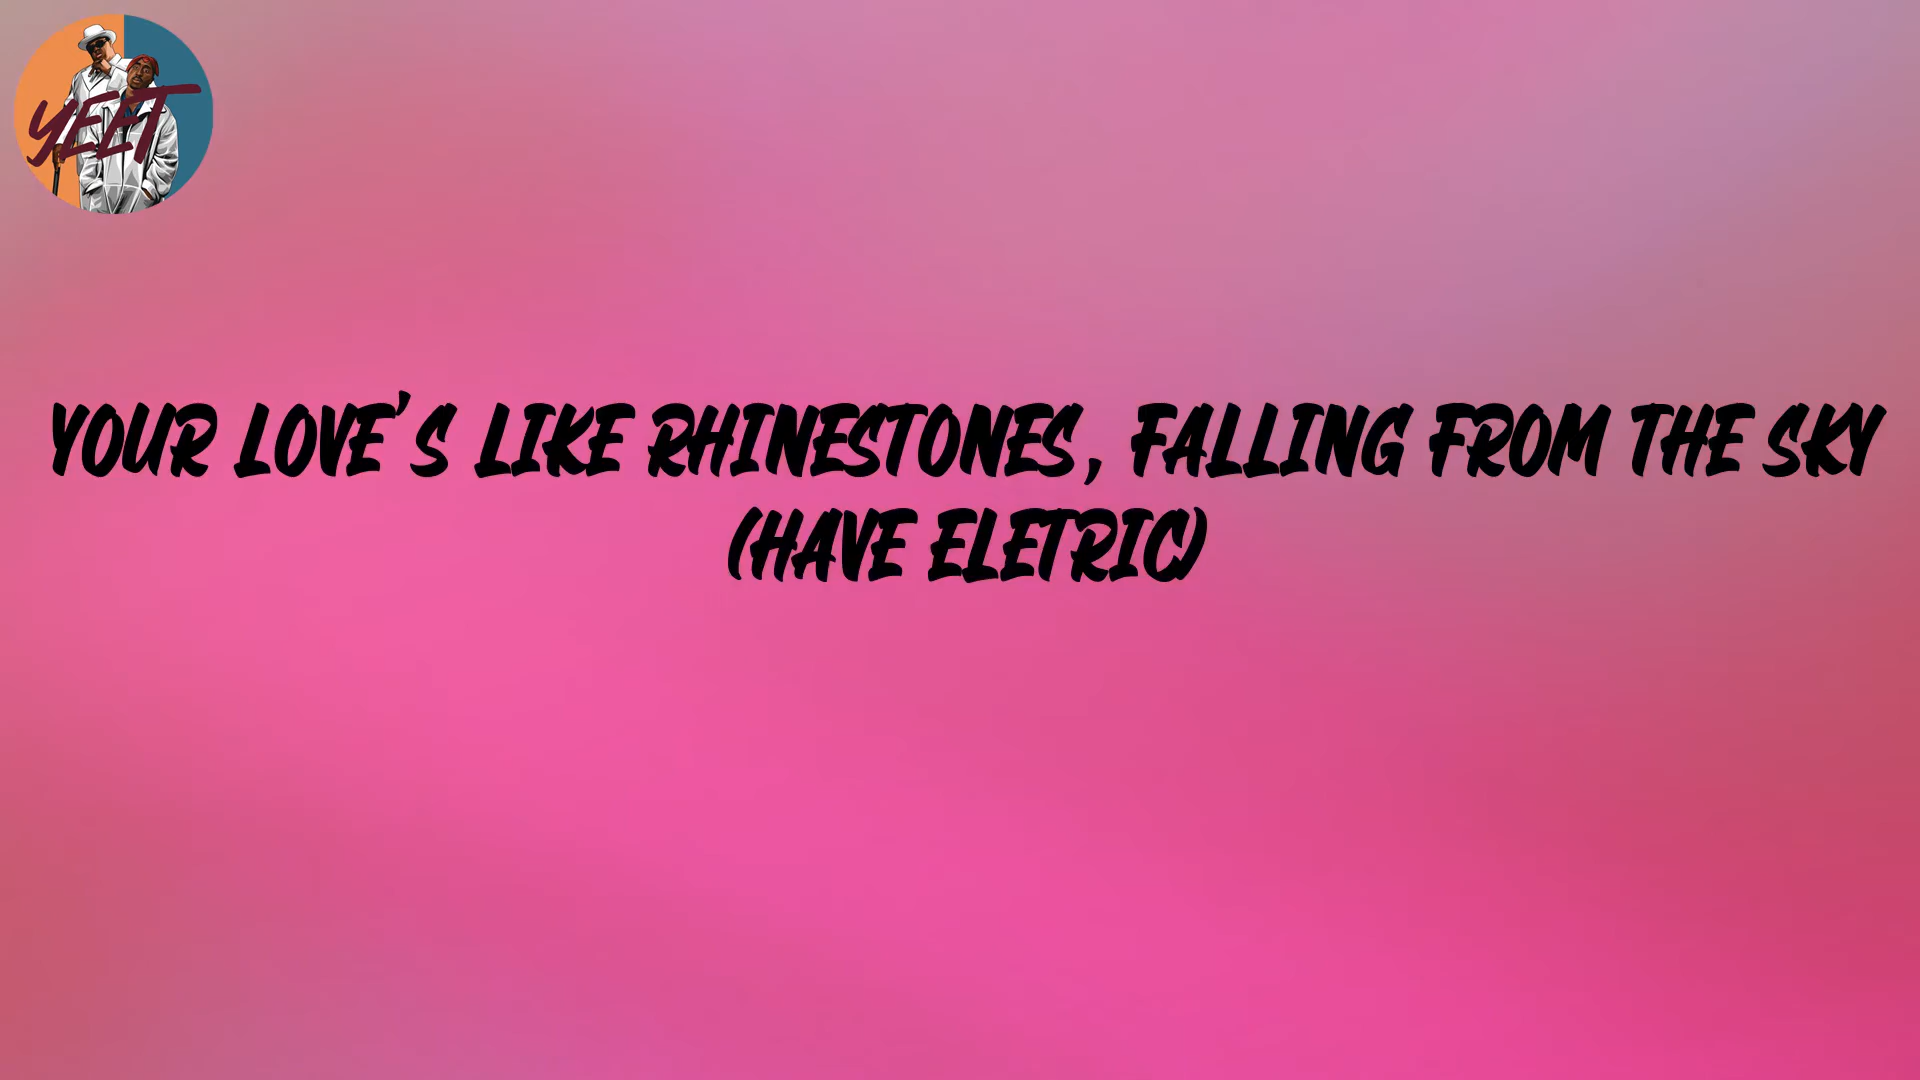 YEET
YOUR LOVE'S LIKE RHINESTONES, FALLING FROM THE SKY
(HAVE ELETRIC)